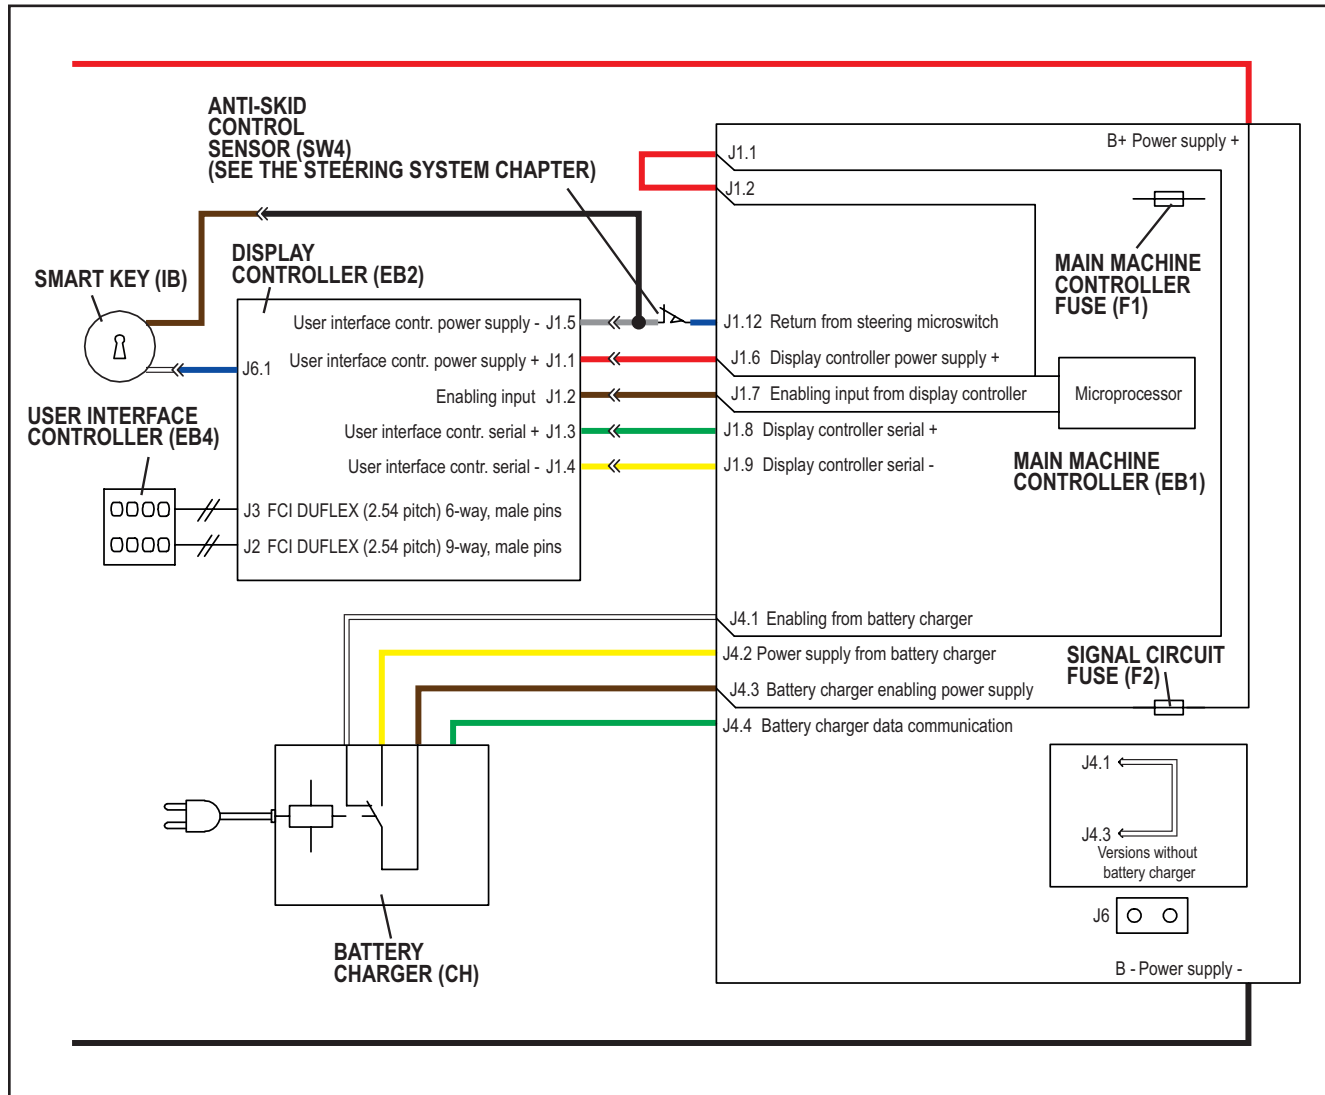 ANTI-SKID
CONTROL
SENSOR (SW4)
(SEE THE STEERING SYSTEM CHAPTER)
B+ Power supply +
J1.1
J1.2
MAIN MACHINE
CONTROLLER
FUSE (F1)
DISPLAY
CONTROLLER (EB2)
SMART KEY (IB)
User interface contr. power supply - J1.5
User interface contr. power supply + J1.1
Enabling input J1.2
User interface contr. serial + J1.3
User interface contr. serial - J1.4
J6.1
J3 FCI DUFLEX (2.54 pitch) 6-way, male pins
J2 FCI DUFLEX (2.54 pitch) 9-way, male pins
USER INTERFACE
CONTROLLER (EB4)
J1.12 Return from steering microswitch
J1.6 Display controller power supply +
J1.7 Enabling input from display controller
J1.8 Display controller serial +
J1.9 Display controller serial -
Microprocessor
MAIN MACHINE
CONTROLLER (EB1)
J4.1 Enabling from battery charger
J4.2 Power supply from battery charger
J4.3 Battery charger enabling power supply
J4.4 Battery charger data communication
SIGNAL CIRCUIT
FUSE (F2)
J4.1
J4.3
Versions without
battery charger
J6
B - Power supply -
BATTERY
CHARGER (CH)